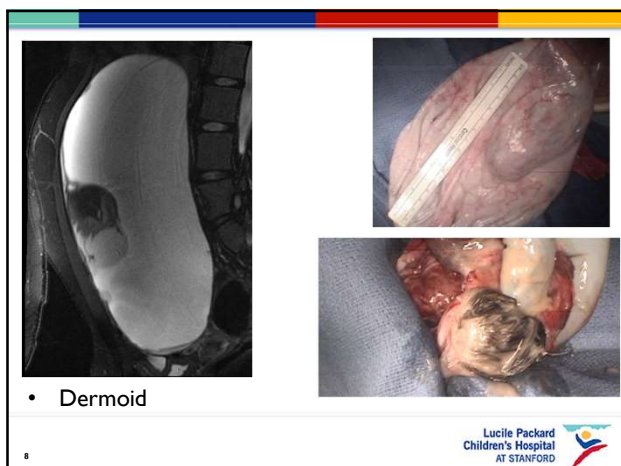 • Dermoid
8
Lucile Packard
Children's Hospital
AT STANFORD